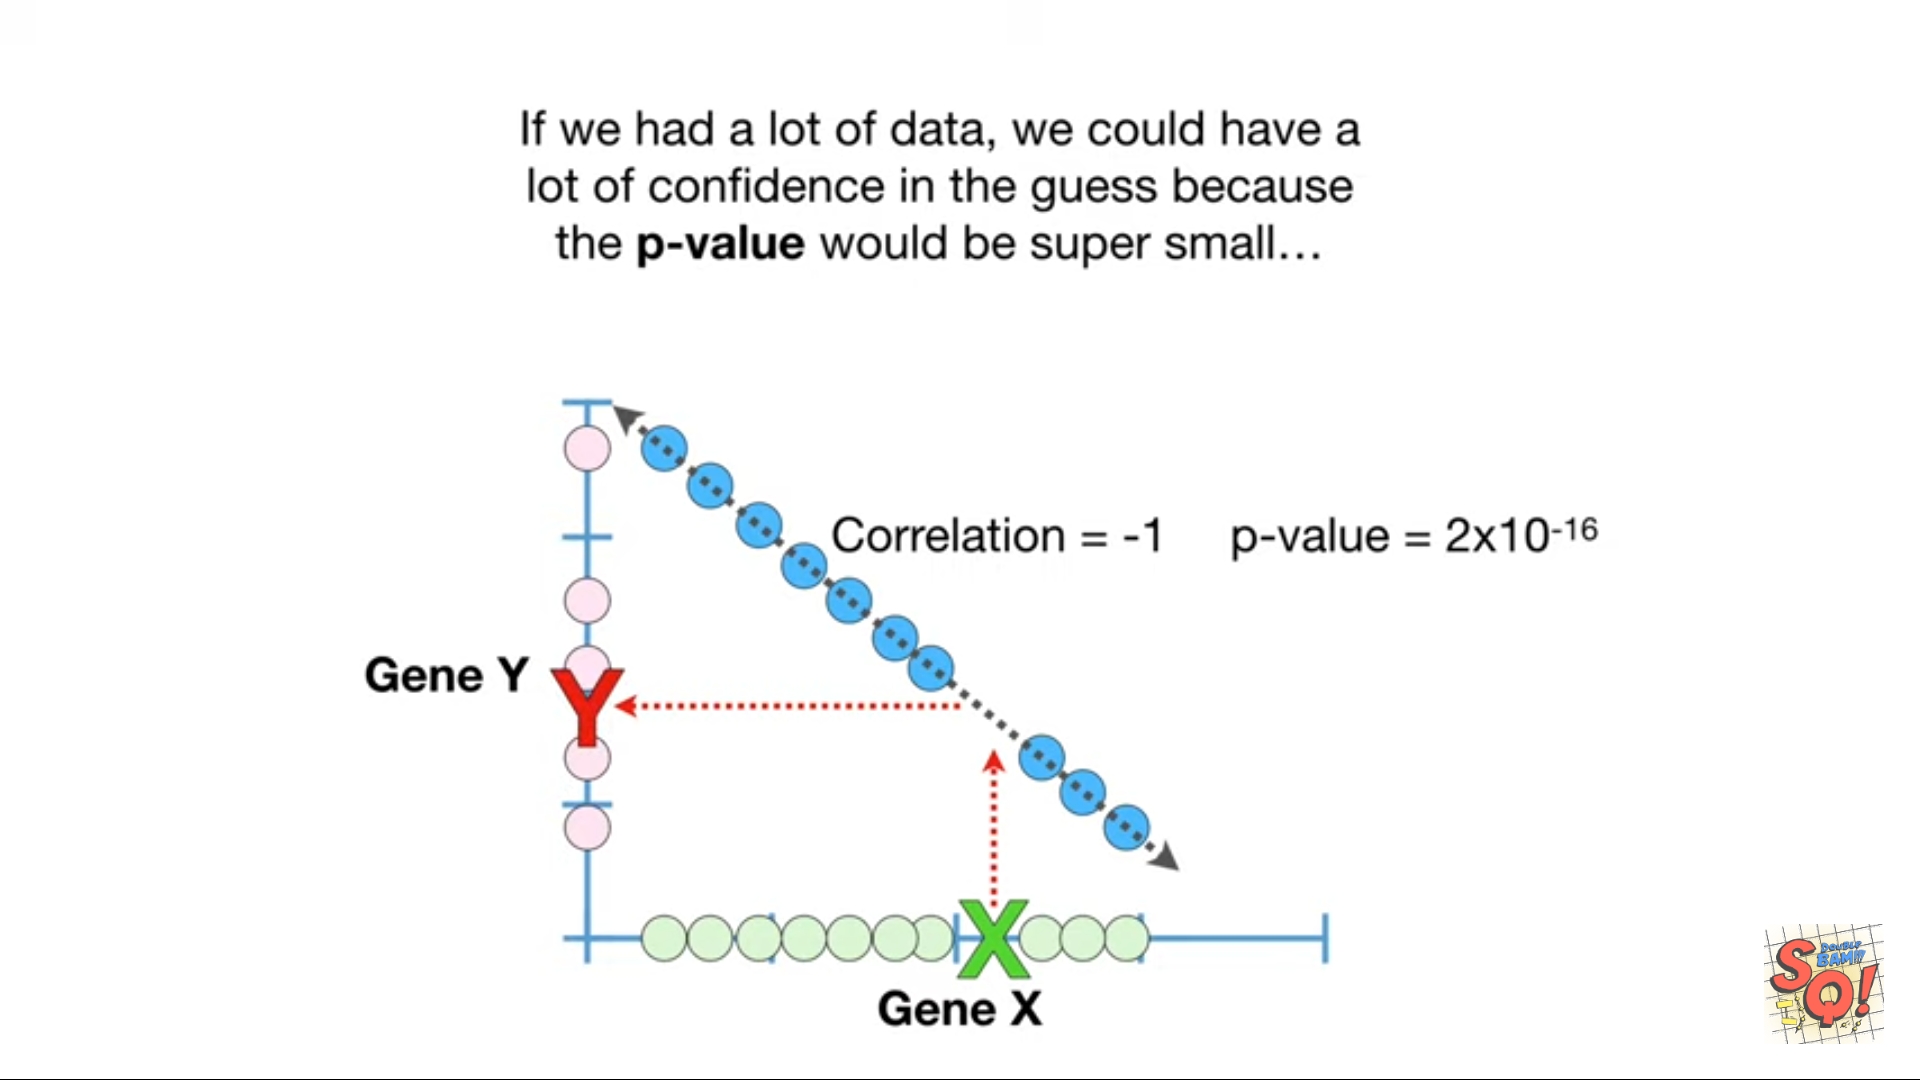 If we had a lot of data, we could have a
lot of confidence in the guess because
the p-value would be super small…
Correlation = -1 p-value = 2x10⁻¹⁶
Gene Y
Y
X
Gene X
DOUBLE
BAM!!
SQ!